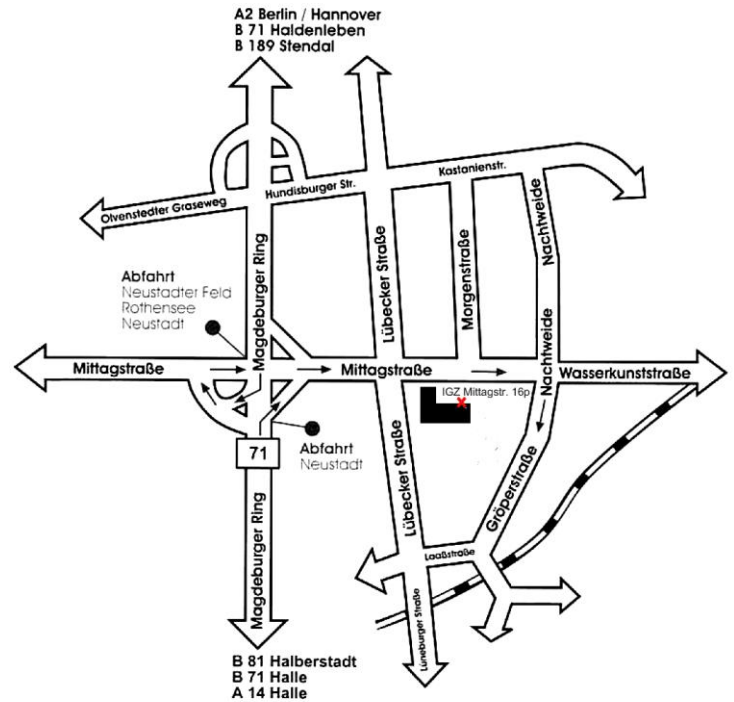 A2 Berlin / Hannover
B 71 Haldenleben
B 189 Stendal
Olvenstedter Graseweg
Hundisburger Str.
Kastanienstr.
Magdeburger Ring
Lübecker Straße
Morgenstraße
Nachtweide
Nachtweide
Abfahrt
Neustadter Feld
Rothensee
Neustadt
Mittagstraße
Mittagstraße
Wasserkunststraße
IGZ Mittagstr. 16p
71
Abfahrt
Neustadt
Magdeburger Ring
Lübecker Straße
Gröperstraße
Laaßstraße
Lüneburger Straße
B 81 Halberstadt
B 71 Halle
A 14 Halle